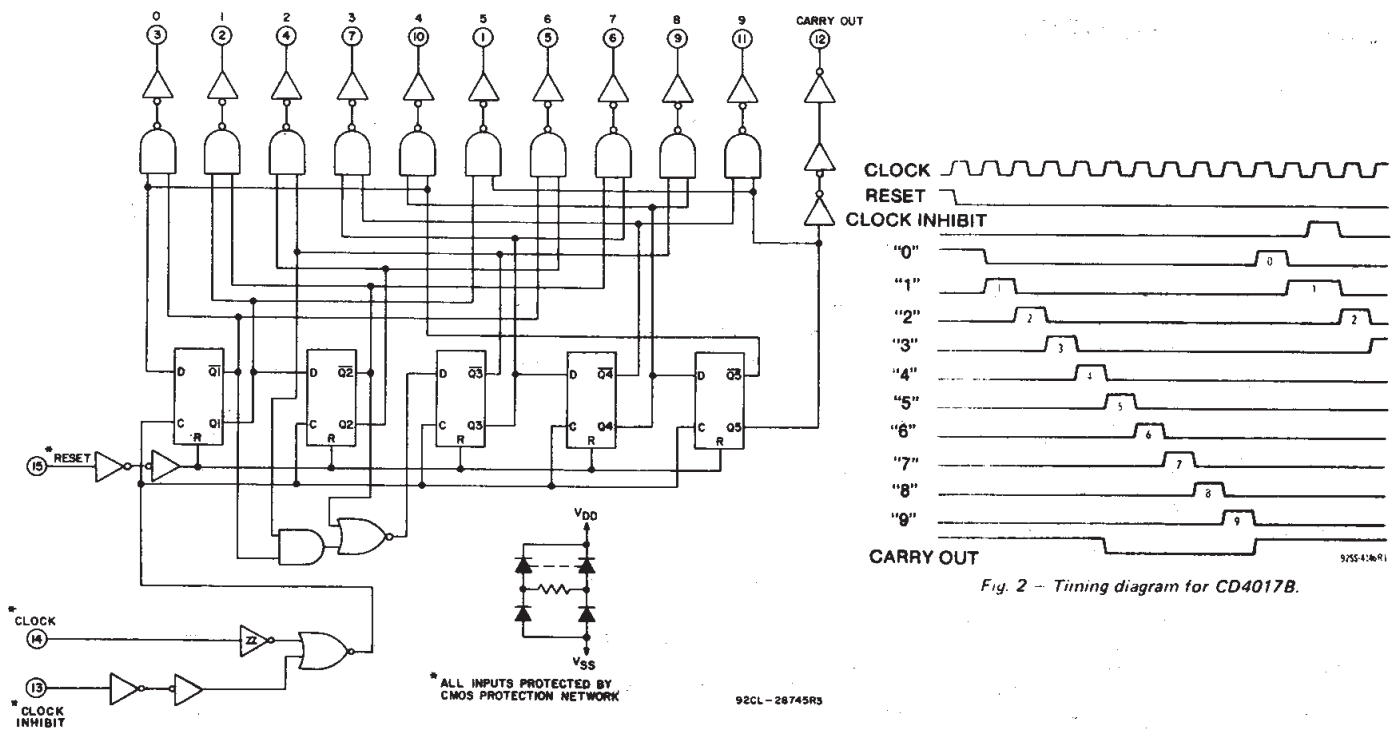 0 1 2 3 4 5 6 7 8 9 CARRY OUT
3 2 4 7 10 1 5 6 9 11 12
D Q1 D Q2 D Q3 D Q4 D Q5
C Q1 C Q2 C Q3 C Q4 C Q5
R R R R R
15 * RESET
VDD
VSS
*
CLOCK
14
13
*
CLOCK
INHIBIT
* ALL INPUTS PROTECTED BY
CMOS PROTECTION NETWORK
92CL-28745R3
CLOCK
RESET
CLOCK INHIBIT
"0" 0
"1" 1 1
"2" 2 2
"3" 3
"4" 4
"5" 5
"6" 6
"7" 7
"8" 8
"9" 9
CARRY OUT
Fig. 2 – Timing diagram for CD4017B.